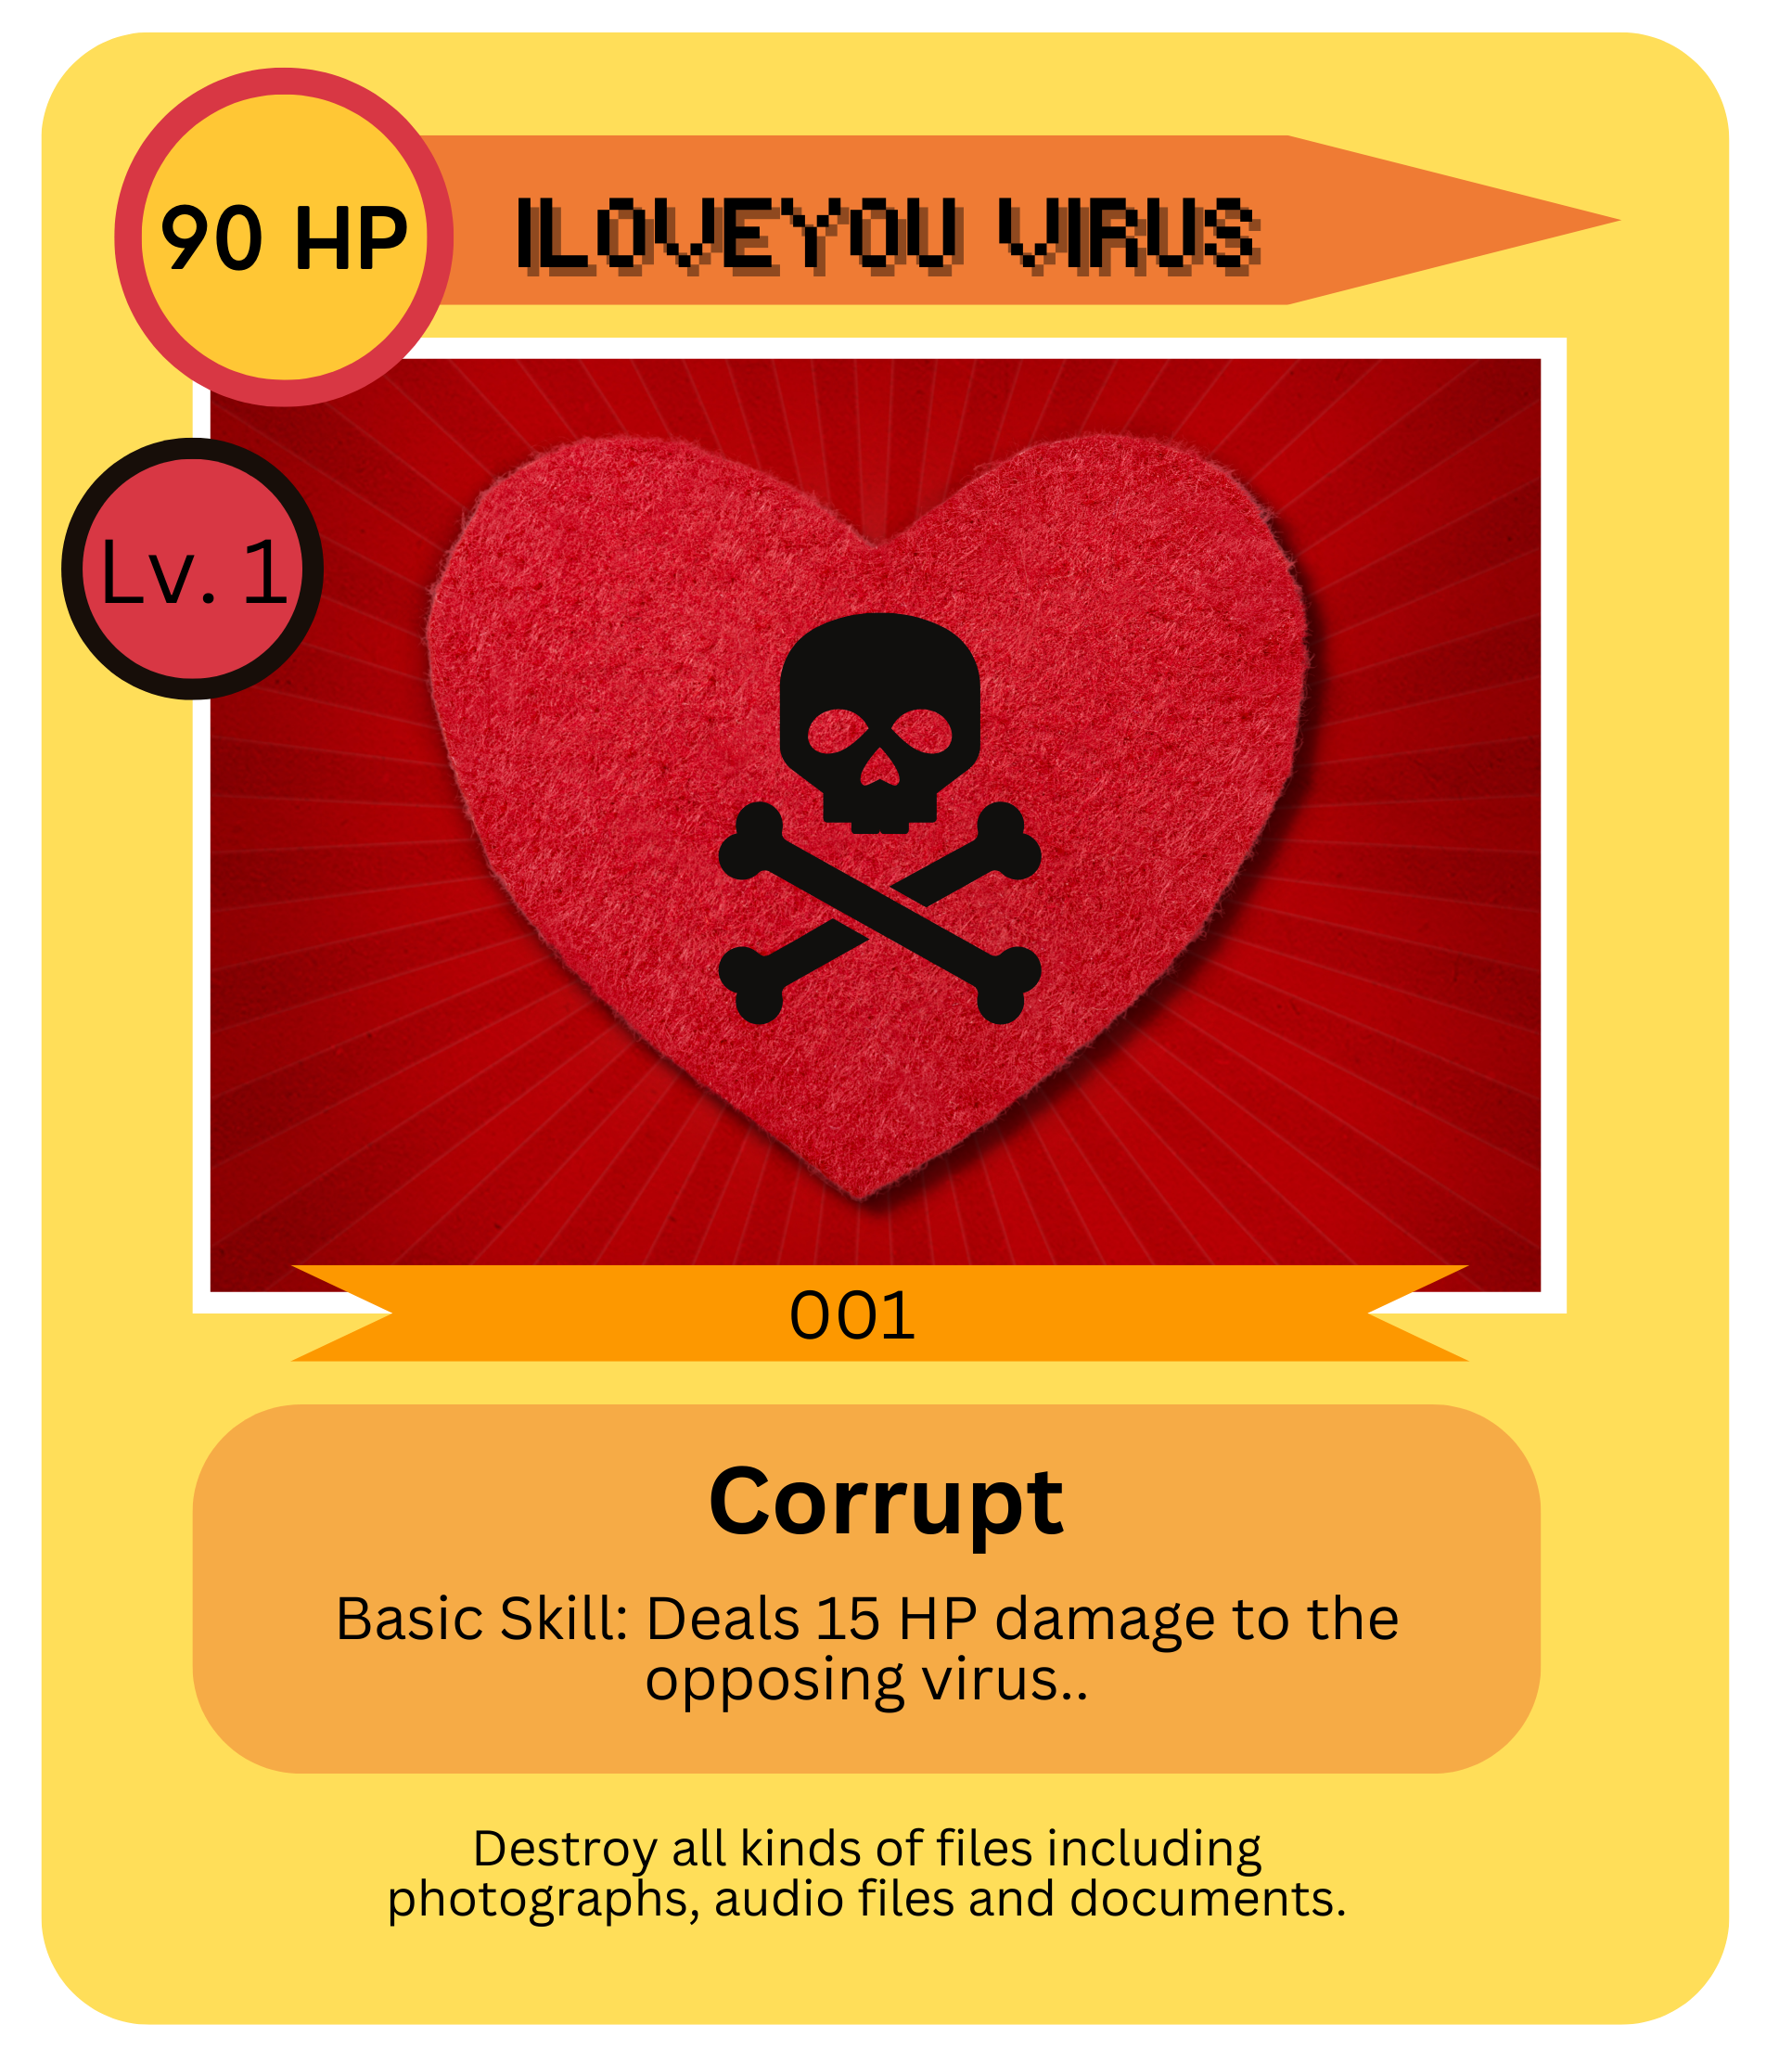 90 HP
ILOVEYOU VIRUS
Lv. 1
001
Corrupt
Basic Skill: Deals 15 HP damage to the
opposing virus..
Destroy all kinds of files including
photographs, audio files and documents.